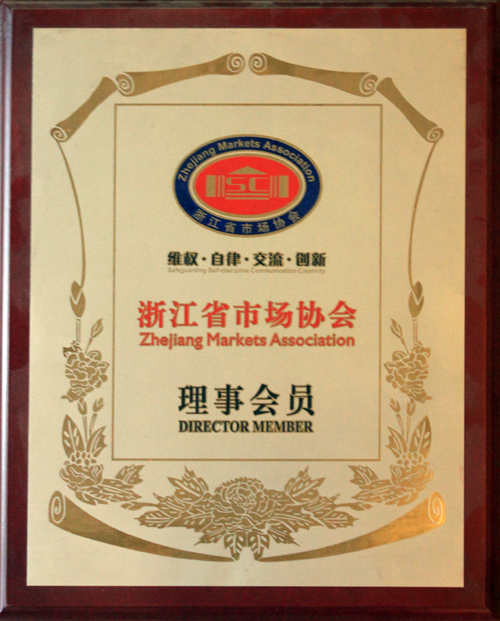 Zhejiang Markets Association
SC
浙江省市场协会
维权·自律·交流·创新
Safeguarding Self-discipline Communication Creativity
浙江省市场协会
Zhejiang Markets Association
理事会员
DIRECTOR MEMBER